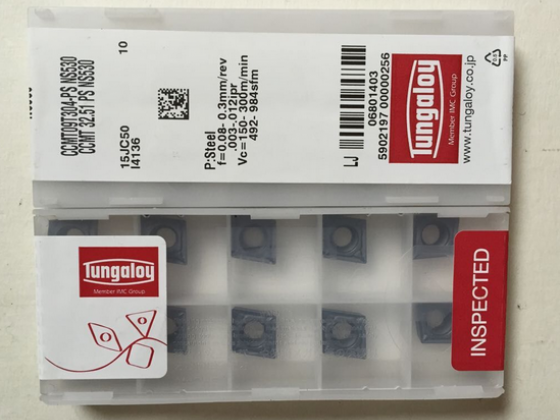 CCMT09T304-PS NS530
CCMT 32.51 PS NS530
10
15JC50
I4136
P:Steel
f=0.08-0.3mm/rev
.003-.012ipr
Vc=150-300m/min
492- 984sfm
LJ
06801403
5902197 00000256
Tungaloy
Member IMC Group
www.tungaloy.co.jp
PP
Tungaloy
Member IMC Group
INSPECTED